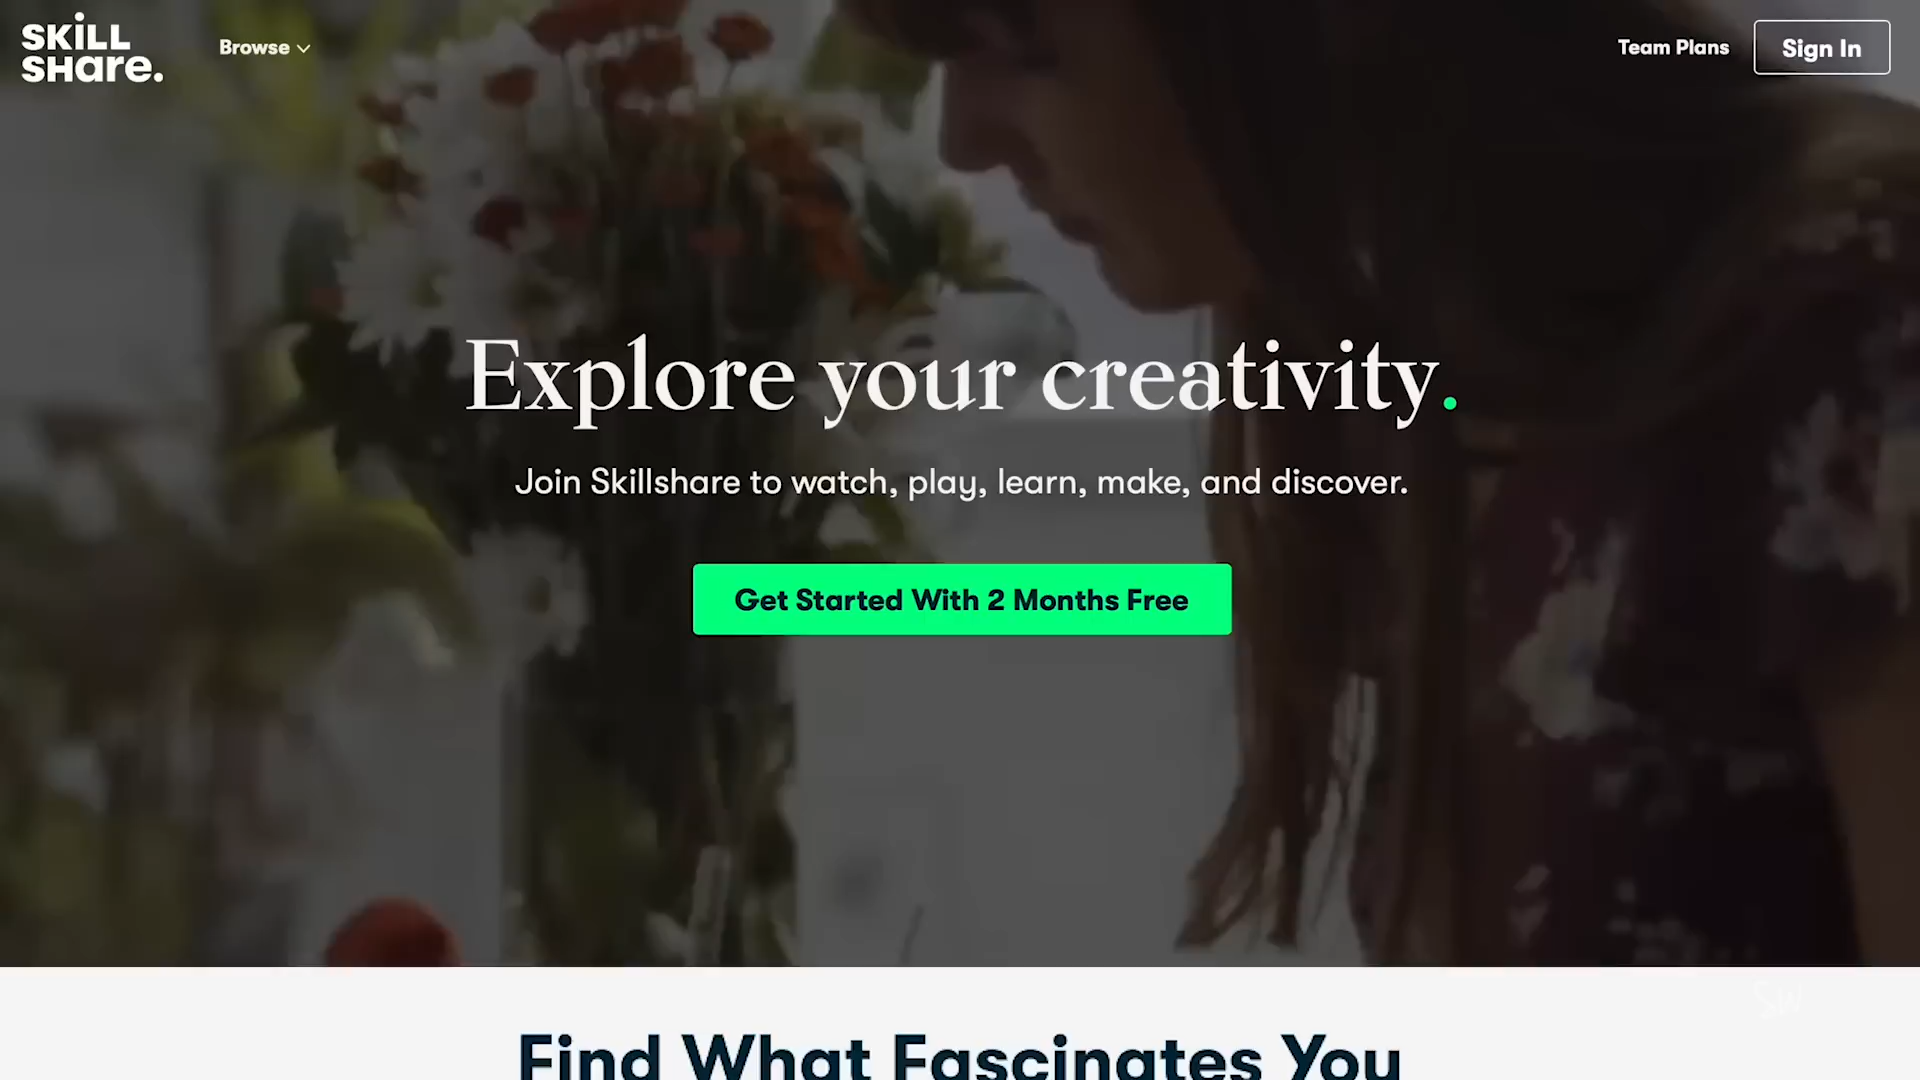 SKiLL
SHare.
Browse
Team Plans
Sign In
Explore your creativity.
Join Skillshare to watch, play, learn, make, and discover.
Get Started With 2 Months Free
Find What Fascinates You
SW